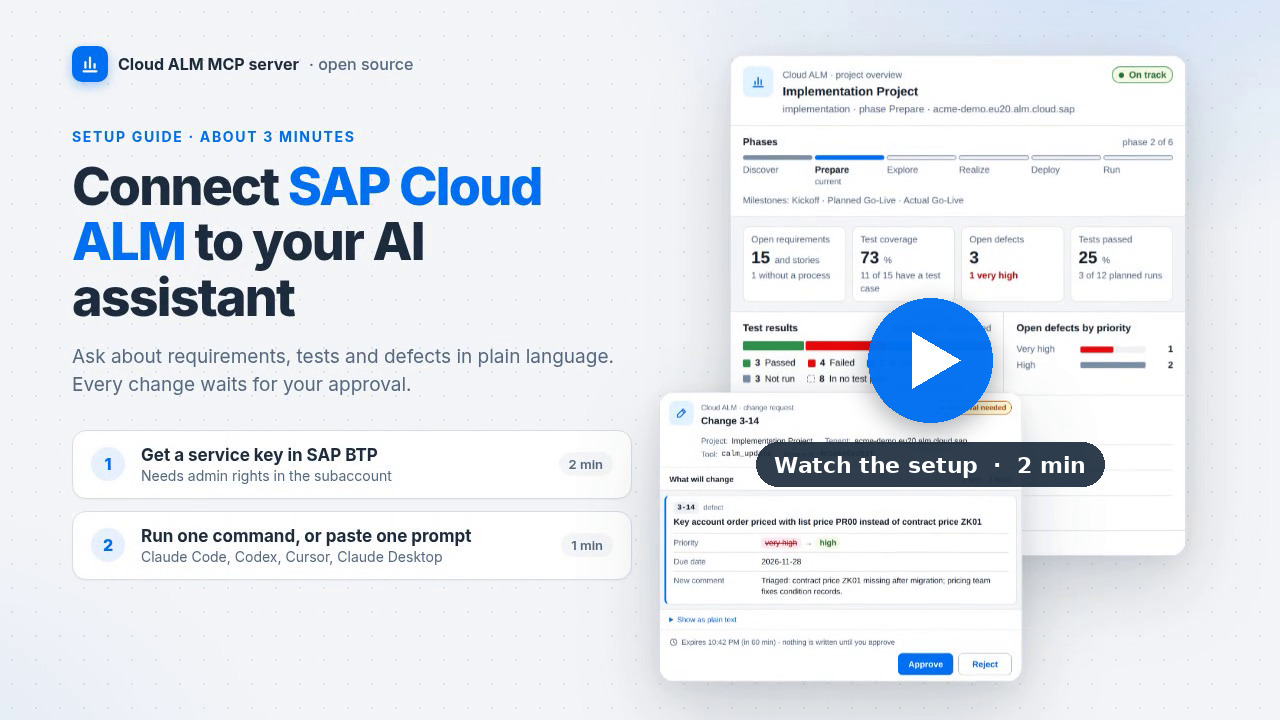 Cloud ALM MCP server · open source
SETUP GUIDE · ABOUT 3 MINUTES
Connect SAP Cloud
ALM to your AI
assistant
Ask about requirements, tests and defects in plain language.
Every change waits for your approval.
1
Get a service key in SAP BTP
Needs admin rights in the subaccount
2 min
2
Run one command, or paste one prompt
Claude Code, Codex, Cursor, Claude Desktop
1 min
Cloud ALM · project overview
Implementation Project
implementation · phase Prepare · acme-demo.eu20.alm.cloud.sap
On track
Phases
phase 2 of 6
Discover Prepare Explore Realize Deploy Run
current
Milestones: Kickoff · Planned Go-Live · Actual Go-Live
Open requirements
15 and stories
1 without a process
Test coverage
73 %
11 of 15 have a test
case
Open defects
3
1 very high
Tests passed
25 %
3 of 12 planned runs
Test results
3 Passed 4 Failed
3 Not run 8 In no test
Open defects by priority
Very high 1
High 2
Watch the setup · 2 min
Cloud ALM · change request
Change 3-14
needed
Project: Implementation Project Tenant: acme-demo.eu20.alm.cloud.sap
Tool:
What will change
3-14 defect
Key account order priced with list price PR00 instead of contract price ZK01
Priority very high → high
Due date 2026-11-28
New comment Triaged: contract price ZK01 missing after migration; pricing team
fixes condition records.
Show as plain text
Expires 10:42 PM (in 60 min) · nothing is written until you approve
Approve Reject